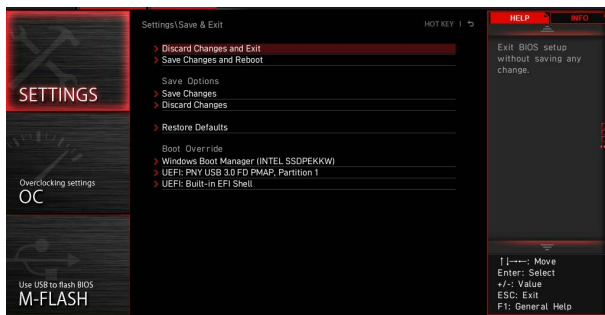 SETTINGS
Overclocking settings
OC
Use USB to flash BIOS
M-FLASH
Settings\Save & Exit
HOT KEY |
> Discard Changes and Exit
> Save Changes and Reboot
Save Options
> Save Changes
> Discard Changes
> Restore Defaults
Boot Override
> Windows Boot Manager (INTEL SSDPEKKW)
> UEFI: PNY USB 3.0 FD PMAP, Partition 1
> UEFI: Built-in EFI Shell
HELP
INFO
Exit BIOS setup
without saving any
change.
↑↓→←: Move
Enter: Select
+/-: Value
ESC: Exit
F1: General Help